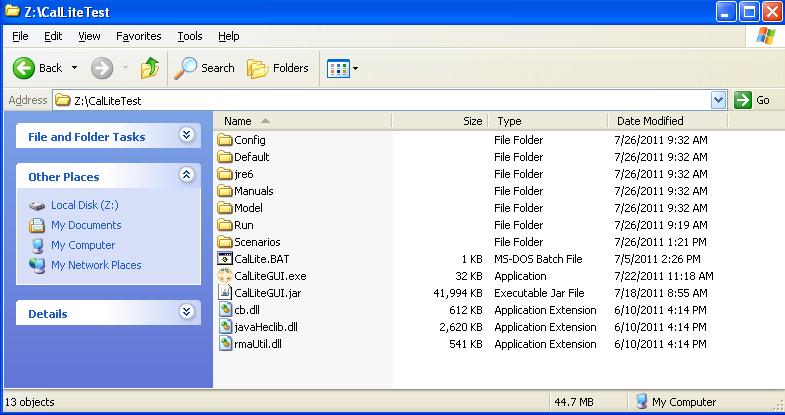 Z:\CalLiteTest
File Edit View Favorites Tools Help
Back Search Folders
Address Z:\CalLiteTest Go
File and Folder Tasks
Other Places
Local Disk (Z:)
My Documents
My Computer
My Network Places
Details
Name Size Type Date Modified
Config File Folder 7/26/2011 9:32 AM
Default File Folder 7/26/2011 9:32 AM
jre6 File Folder 7/26/2011 9:32 AM
Manuals File Folder 7/26/2011 9:32 AM
Model File Folder 7/26/2011 9:32 AM
Run File Folder 7/26/2011 9:19 AM
Scenarios File Folder 7/26/2011 1:21 PM
CalLite.BAT 1 KB MS-DOS Batch File 7/5/2011 2:26 PM
CalLiteGUI.exe 32 KB Application 7/22/2011 11:18 AM
CalLiteGUI.jar 41,994 KB Executable Jar File 7/18/2011 8:55 AM
cb.dll 612 KB Application Extension 6/10/2011 4:14 PM
javaHeclib.dll 2,620 KB Application Extension 6/10/2011 4:14 PM
rmaUtil.dll 541 KB Application Extension 6/10/2011 4:14 PM
13 objects 44.7 MB My Computer